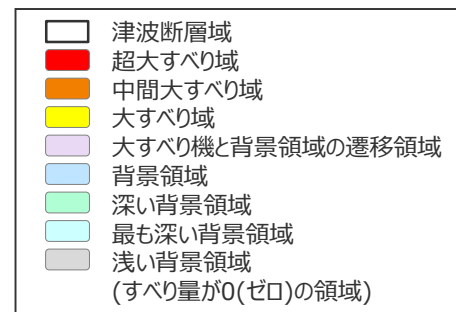 津波断層域
超大すべり域
中間大すべり域
大すべり域
大すべり機と背景領域の遷移領域
背景領域
深い背景領域
最も深い背景領域
浅い背景領域
(すべり量が0(ゼロ)の領域)